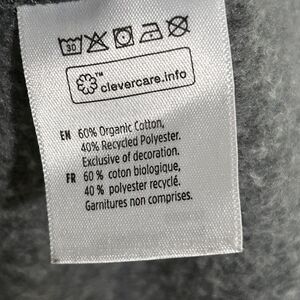 30
clevercare.info
EN 60% Organic Cotton,
40% Recycled Polyester.
Exclusive of decoration.
FR 60 % coton biologique,
40 % polyester recyclé.
Garnitures non comprises.